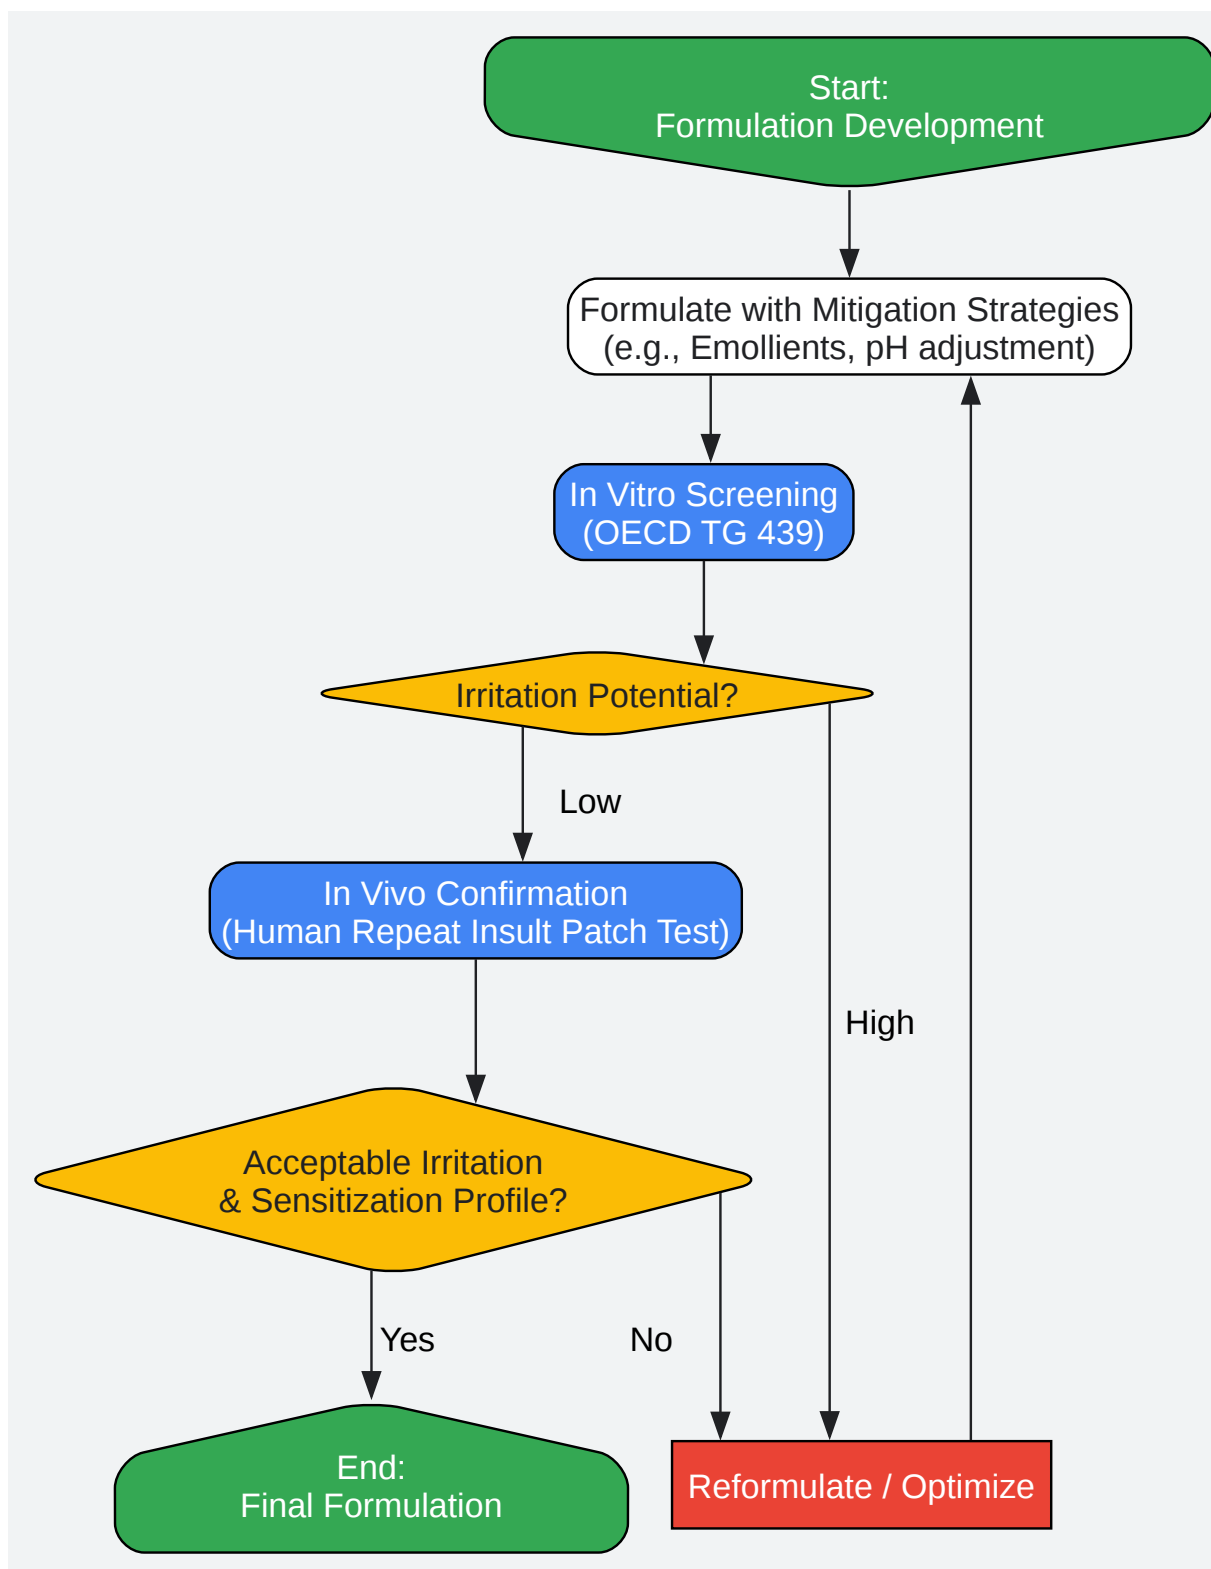 Start:
Formulation Development
Formulate with Mitigation Strategies
(e.g., Emollients, pH adjustment)
In Vitro Screening
(OECD TG 439)
Irritation Potential?
Low
In Vivo Confirmation
(Human Repeat Insult Patch Test)
High
Acceptable Irritation
& Sensitization Profile?
Yes
No
End:
Final Formulation
Reformulate / Optimize